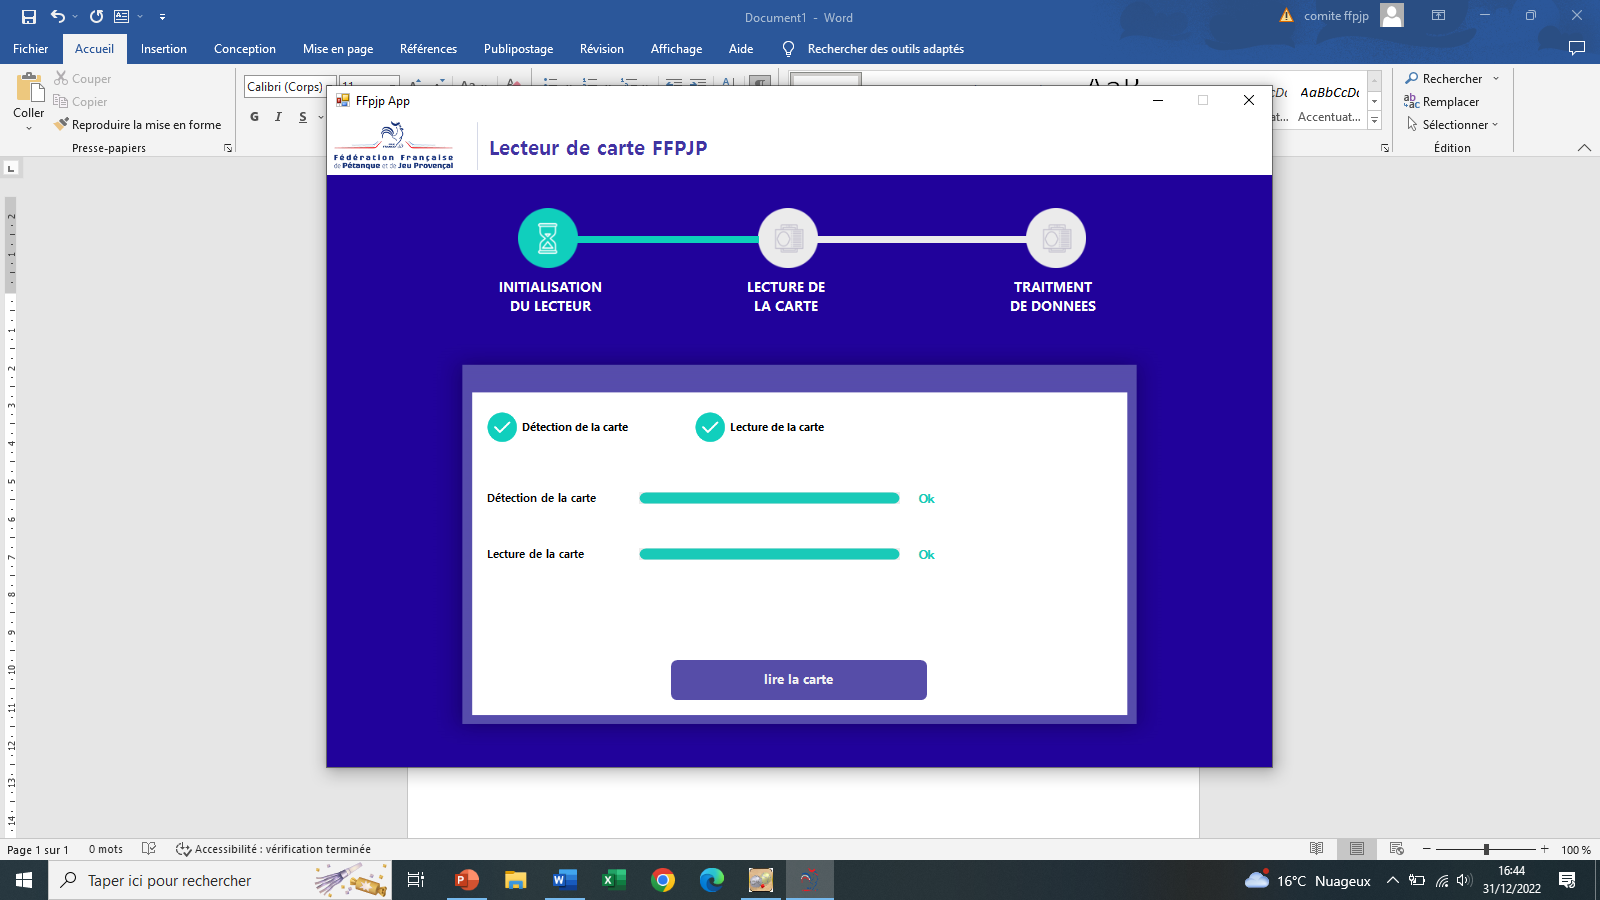 Document1 - Word
comite ffpjp
Fichier Accueil Insertion Conception Mise en page Références Publipostage Révision Affichage Aide Rechercher des outils adaptés
Coller
Couper
Copier
Reproduire la mise en forme
Presse-papiers
Calibri (Corps)
G I S
AaBbCcDc
Accentuat...
Rechercher
Remplacer
Sélectionner
Édition
FFpjp App
Fédération Française
de Pétanque et de Jeu Provençal
Lecteur de carte FFPJP
INITIALISATION
DU LECTEUR
LECTURE DE
LA CARTE
TRAITMENT
DE DONNEES
Détection de la carte
Lecture de la carte
Détection de la carte Ok
Lecture de la carte Ok
lire la carte
Page 1 sur 1 0 mots Accessibilité : vérification terminée
100 %
Taper ici pour rechercher
16°C Nuageux
16:44
31/12/2022